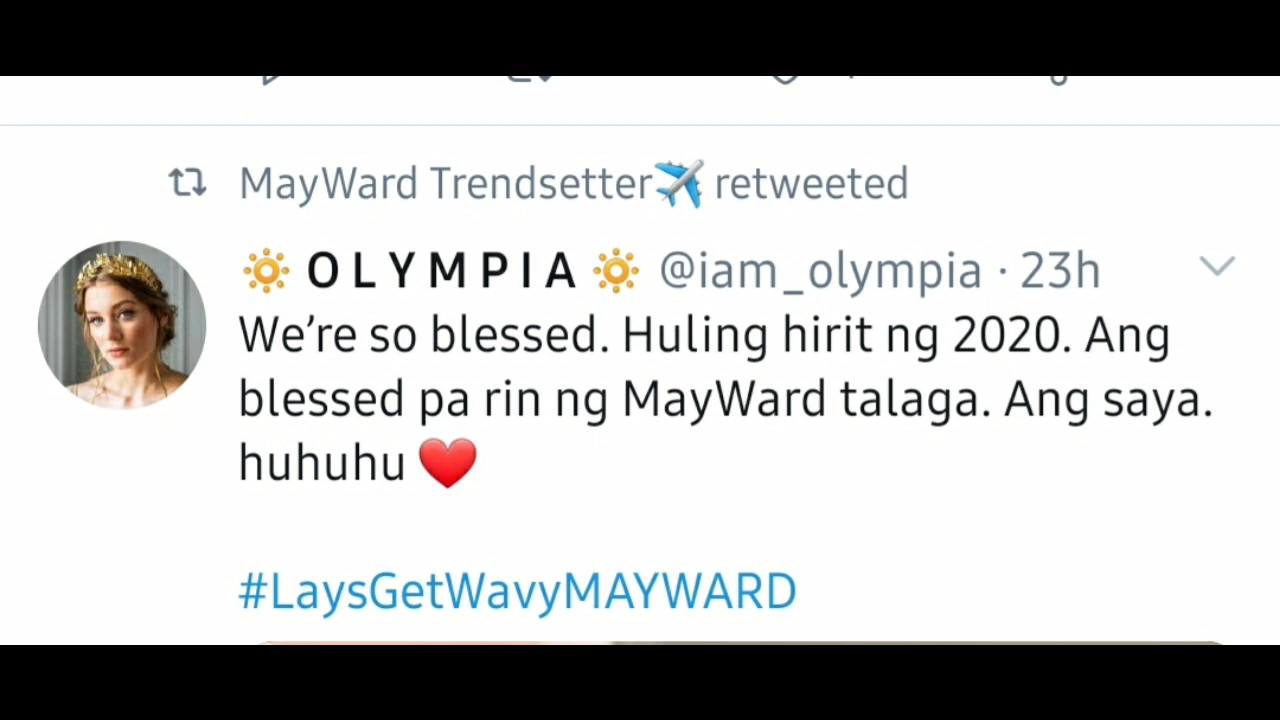 MayWard Trendsetter✈️ retweeted
🔅 OLYMPIA 🔅 @iam_olympia · 23h
We’re so blessed. Huling hirit ng 2020. Ang
blessed pa rin ng MayWard talaga. Ang saya.
huhuhu ❤️
#LaysGetWavyMAYWARD